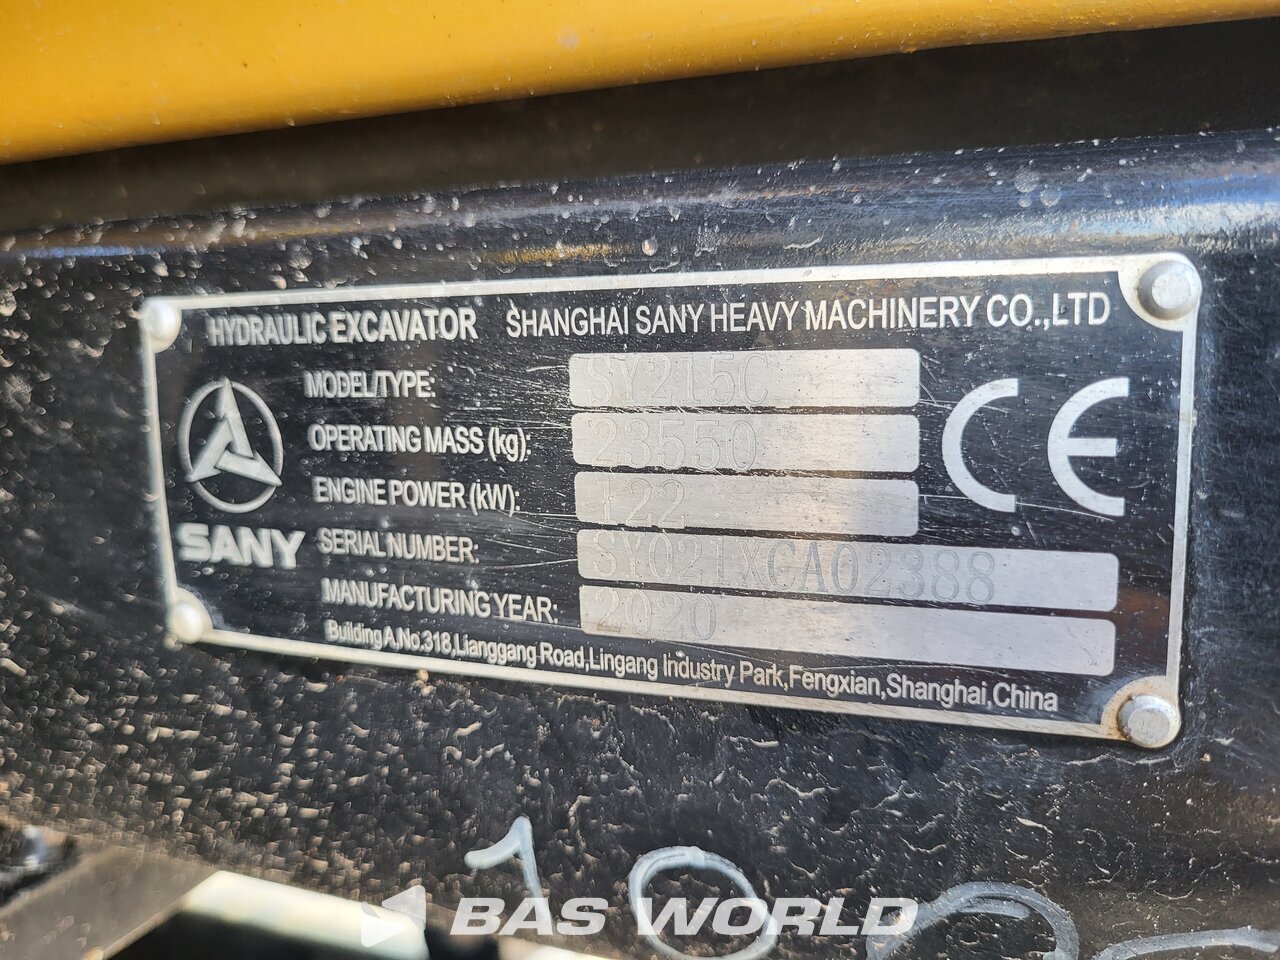 HYDRAULIC EXCAVATOR SHANGHAI SANY HEAVY MACHINERY CO.,LTD
MODEL/TYPE: SY215C
OPERATING MASS (kg): 23550
ENGINE POWER (kW): 122
SERIAL NUMBER: SY021XCA02388
MANUFACTURING YEAR: 2020
Building A,No.318,Lianggang Road,Lingang Industry Park,Fengxian,Shanghai,China
SANY
CE
BAS WORLD